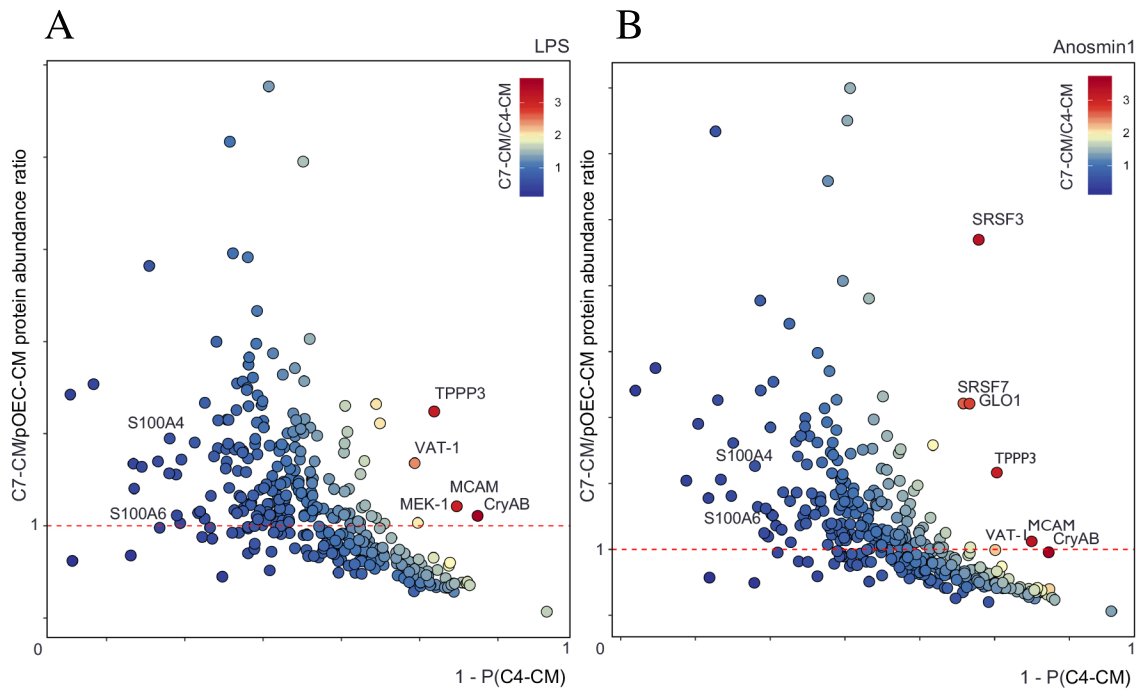 A
LPS
C7-CM/C4-CM
3
2
1
C7-CM/pOEC-CM protein abundance ratio
TPPP3
S100A4
VAT-1
MCAM
MEK-1
CryAB
S100A6
1
0
1
1 - P(C4-CM)
B
Anosmin1
C7-CM/C4-CM
3
2
1
C7-CM/pOEC-CM protein abundance ratio
SRSF3
SRSF7
GLO1
S100A4
TPPP3
S100A6
MCAM
VAT-1
CryAB
1
0
1
1 - P(C4-CM)